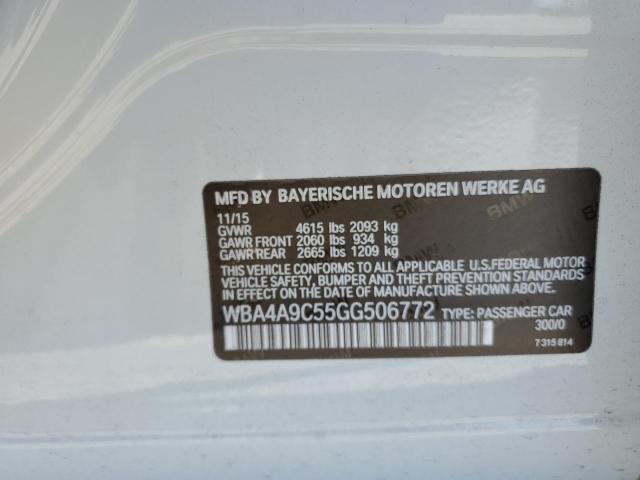 MFD BY BAYERISCHE MOTOREN WERKE AG
11/15
GVWR 4615 lbs 2093 kg
GAWR FRONT 2060 lbs 934 kg
GAWR REAR 2665 lbs 1209 kg
THIS VEHICLE CONFORMS TO ALL APPLICABLE U.S.FEDERAL MOTOR
VEHICLE SAFETY, BUMPER, AND THEFT PREVENTION STANDARDS
IN EFFECT ON THE DATE OF MANUFACTURE SHOWN ABOVE.
WBA4A9C55GG506772 TYPE: PASSENGER CAR
300/0
7 315 814